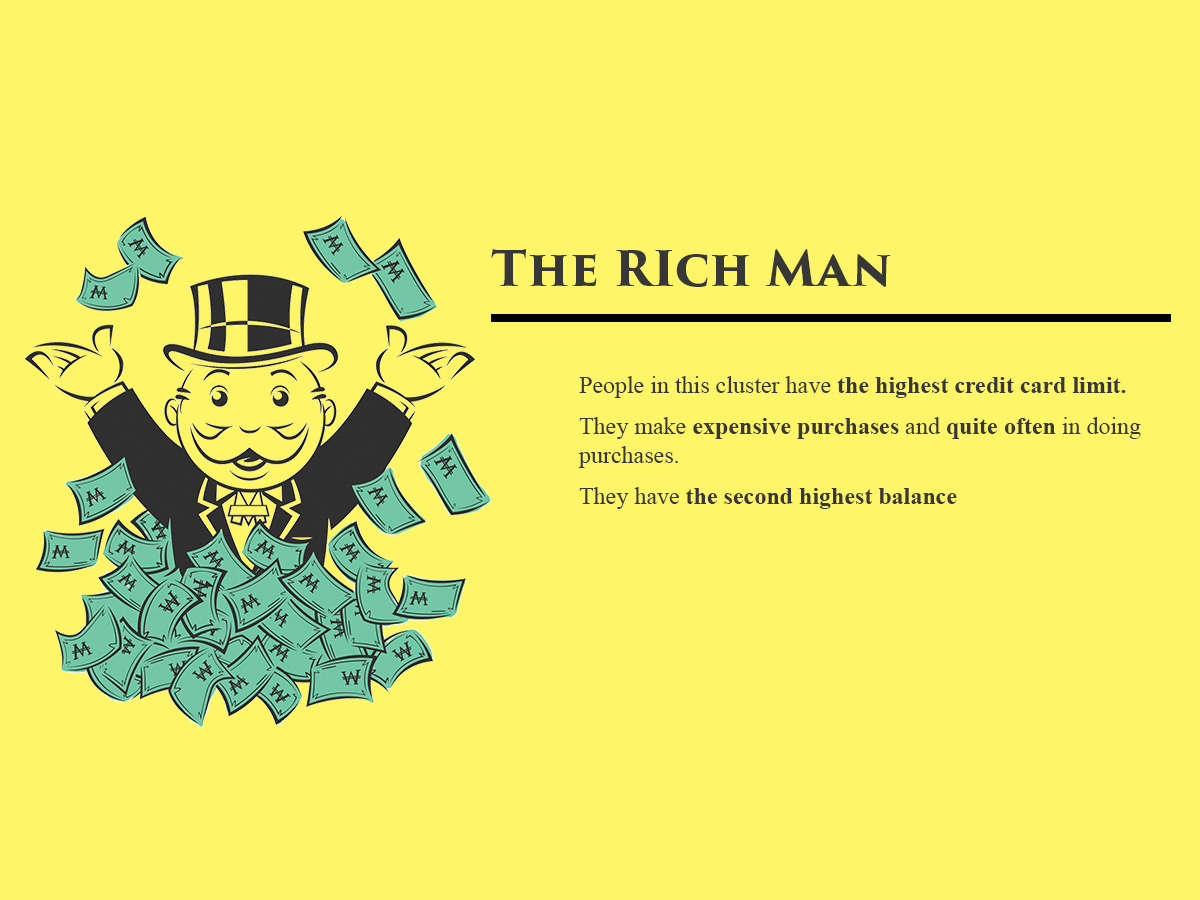 The RIch Man
People in this cluster have the highest credit card limit.
They make expensive purchases and quite often in doing
purchases.
They have the second highest balance